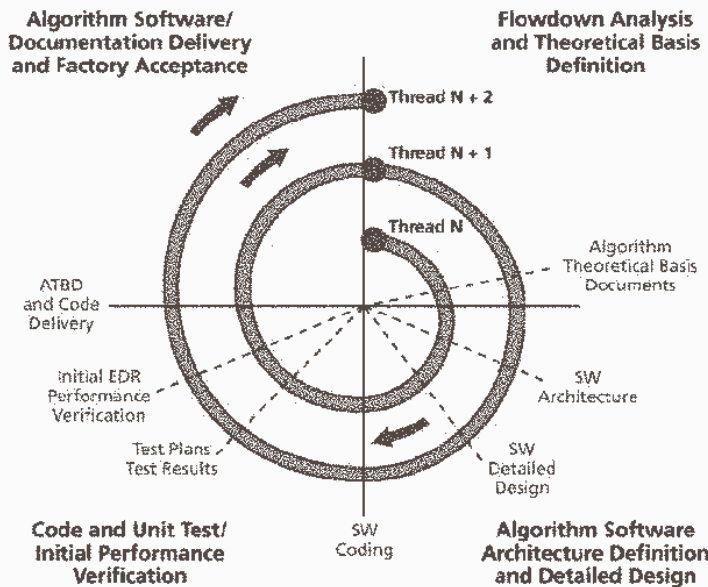 Algorithm Software/
Documentation Delivery
and Factory Acceptance
Flowdown Analysis
and Theoretical Basis
Definition
Thread N + 2
Thread N + 1
Thread N
Algorithm
Theoretical Basis
Documents
ATBD
and Code
Delivery
Initial EDR
Performance
Verification
SW
Architecture
Test Plans
Test Results
SW
Detailed
Design
SW
Coding
Code and Unit Test/
Initial Performance
Verification
Algorithm Software
Architecture Definition
and Detailed Design